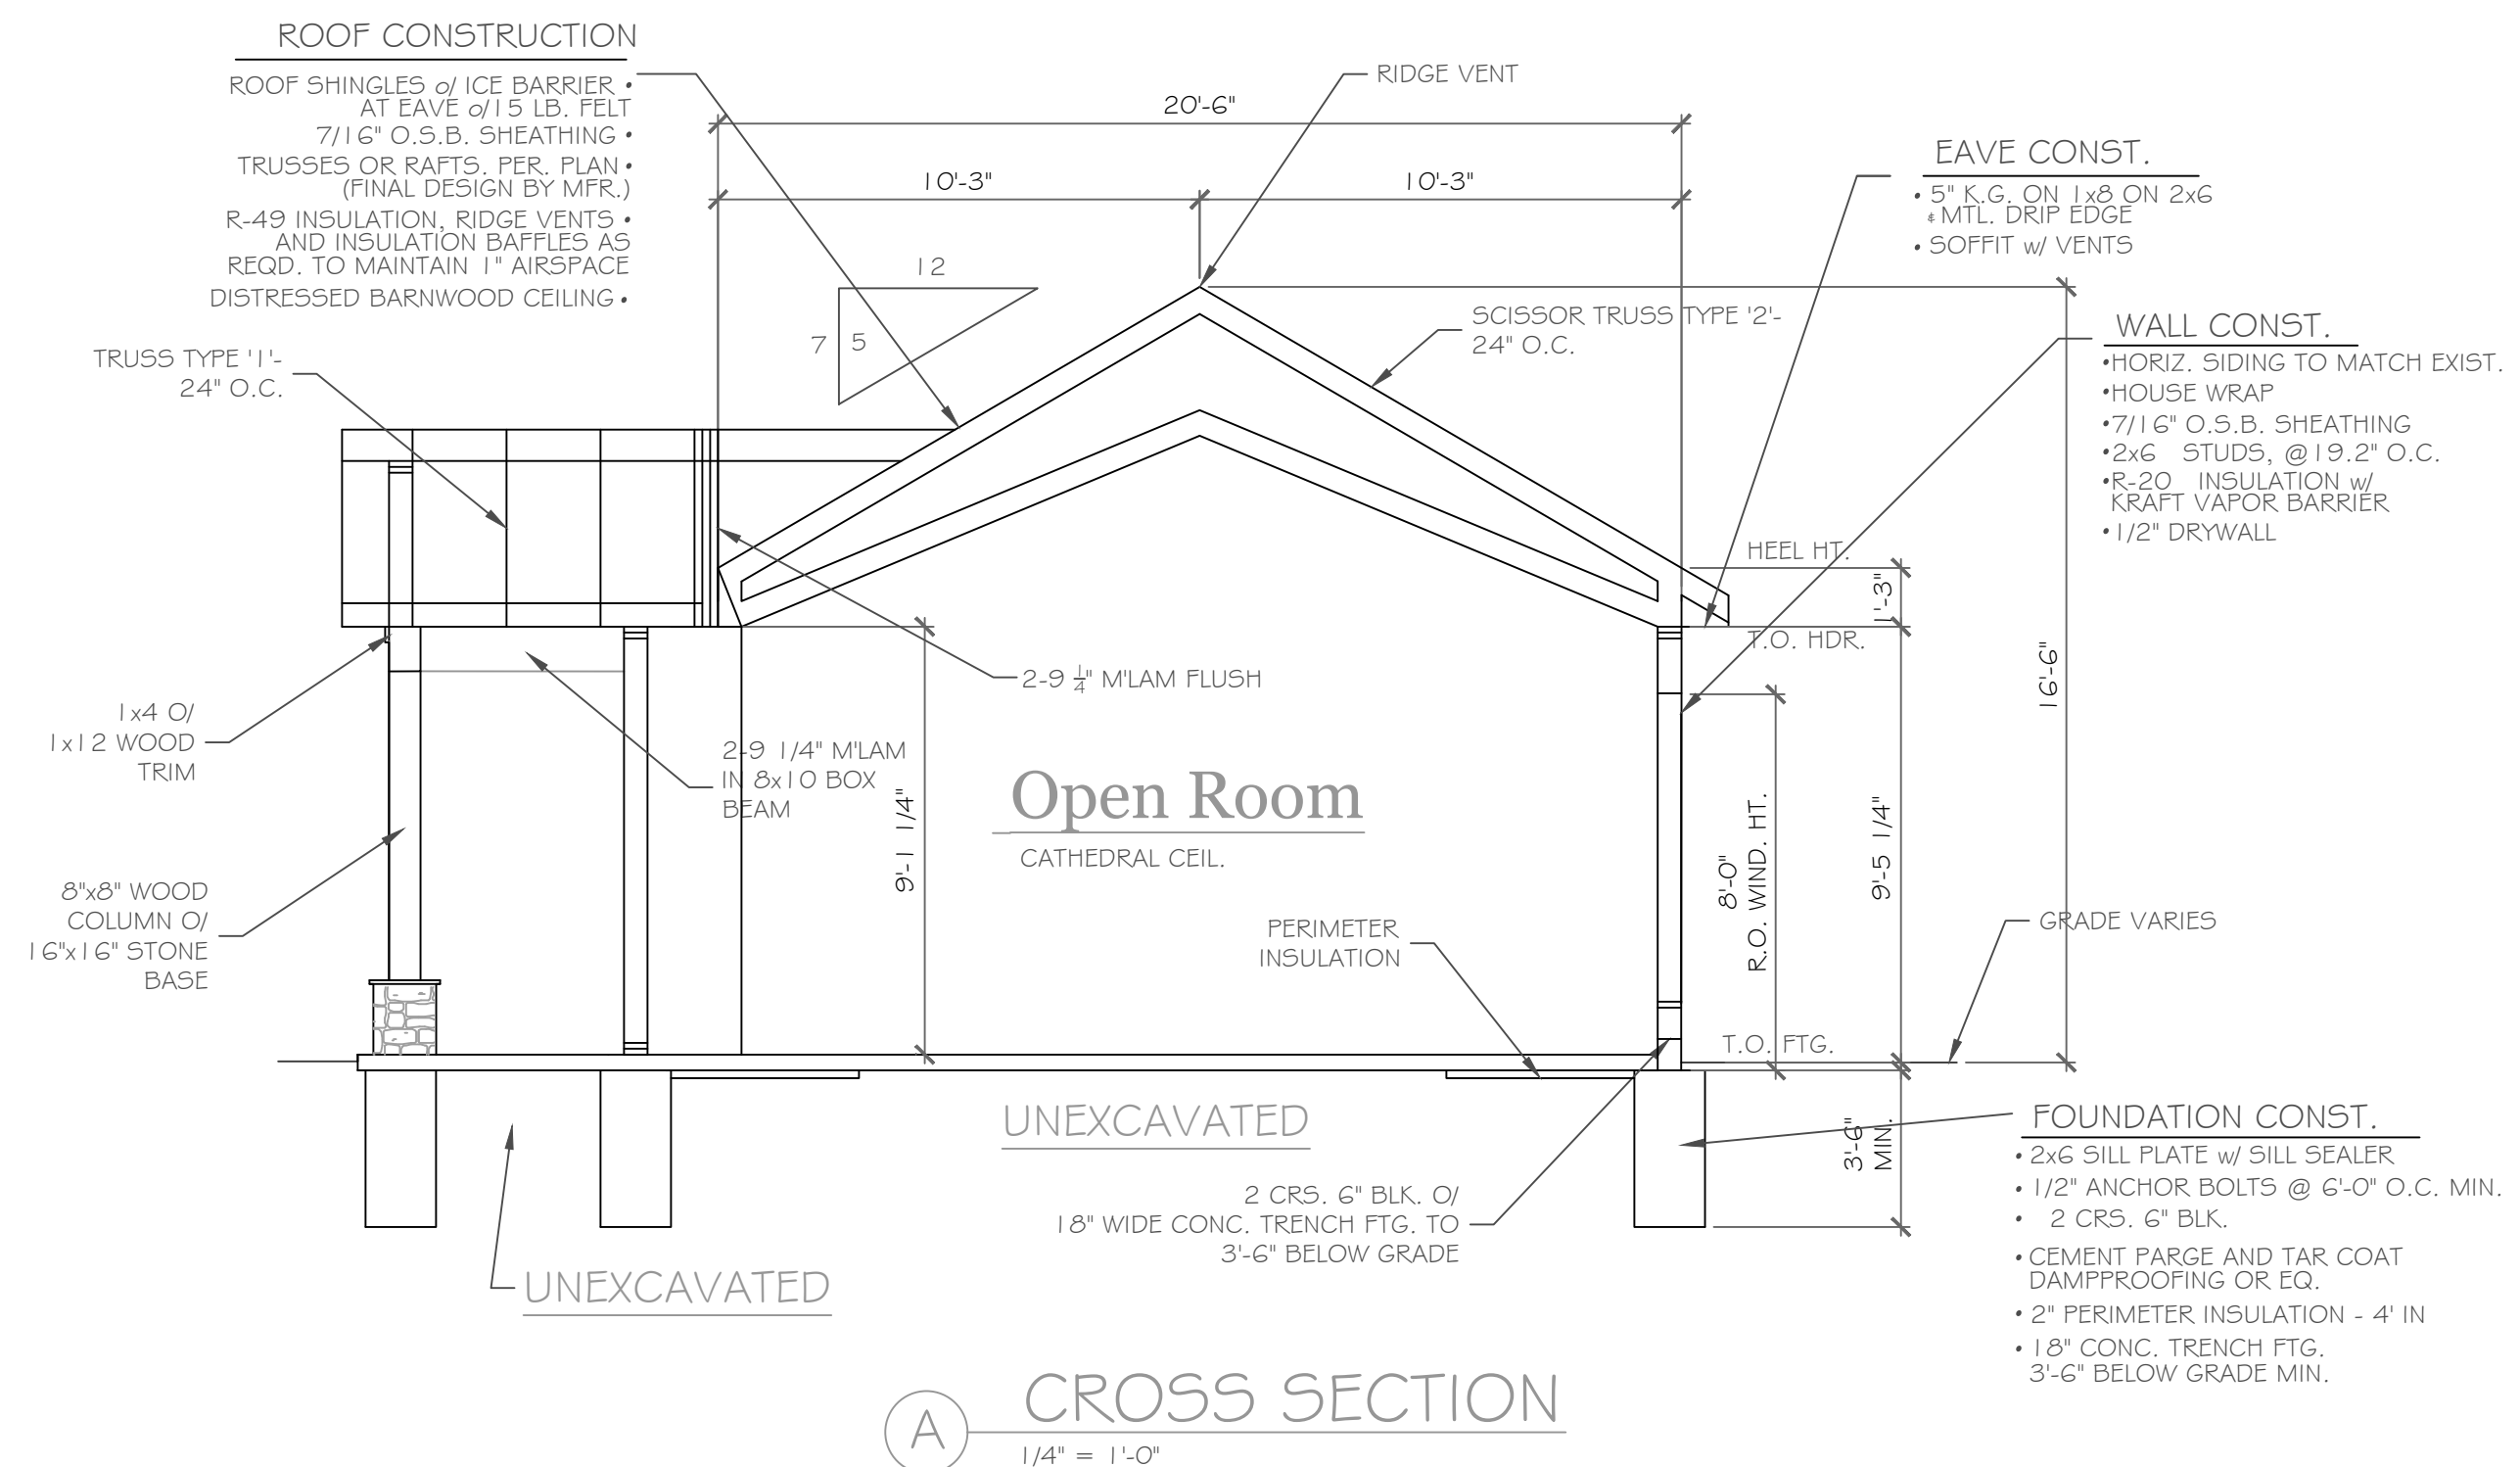 ROOF CONSTRUCTION
ROOF SHINGLES o/ ICE BARRIER •
AT EAVE o/15 LB. FELT
7/16" O.S.B. SHEATHING •
TRUSSES OR RAFTS. PER. PLAN •
(FINAL DESIGN BY MFR.)
R-49 INSULATION, RIDGE VENTS •
AND INSULATION BAFFLES AS
REQD. TO MAINTAIN 1" AIRSPACE
DISTRESSED BARNWOOD CEILING •
TRUSS TYPE '1'-
24" O.C.
1x4 O/
1x12 WOOD
TRIM
8"x8" WOOD
COLUMN O/
16"x16" STONE
BASE
RIDGE VENT
20'-6"
10'-3"
10'-3"
12
7
5
SCISSOR TRUSS TYPE '2'-
24" O.C.
EAVE CONST.
• 5" K.G. ON 1x8 ON 2x6
& MTL. DRIP EDGE
• SOFFIT w/ VENTS
WALL CONST.
•HORIZ. SIDING TO MATCH EXIST.
•HOUSE WRAP
•7/16" O.S.B. SHEATHING
•2x6 STUDS, @19.2" O.C.
•R-20 INSULATION w/
KRAFT VAPOR BARRIER
•1/2" DRYWALL
HEEL HT.
1'-3"
T.O. HDR.
16'-6"
2-9 1/4" M'LAM FLUSH
2-9 1/4" M'LAM
IN 8x10 BOX
BEAM
9'-1 1/4"
Open Room
CATHEDRAL CEIL.
8'-0"
R.O. WIND. HT.
9'-5 1/4"
PERIMETER
INSULATION
GRADE VARIES
T.O. FTG.
3'-6"
MIN.
UNEXCAVATED
2 CRS. 6" BLK. O/
18" WIDE CONC. TRENCH FTG. TO
3'-6" BELOW GRADE
UNEXCAVATED
FOUNDATION CONST.
• 2x6 SILL PLATE w/ SILL SEALER
• 1/2" ANCHOR BOLTS @ 6'-0" O.C. MIN.
• 2 CRS. 6" BLK.
• CEMENT PARGE AND TAR COAT
DAMPPROOFING OR EQ.
• 2" PERIMETER INSULATION - 4' IN
• 18" CONC. TRENCH FTG.
3'-6" BELOW GRADE MIN.
A
CROSS SECTION
1/4" = 1'-0"